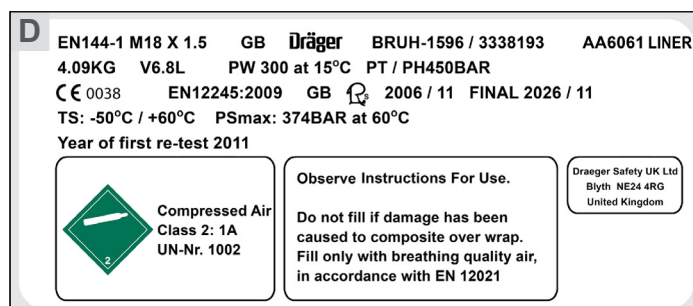 D
EN144-1 M18 X 1.5 GB Dräger BRUH-1596 / 3338193 AA6061 LINER
4.09KG V6.8L PW 300 at 15°C PT / PH450BAR
CE 0038 EN12245:2009 GB Rs 2006 / 11 FINAL 2026 / 11
TS: -50°C / +60°C PSmax: 374BAR at 60°C
Year of first re-test 2011
2
Compressed Air
Class 2: 1A
UN-Nr. 1002
Observe Instructions For Use.
Do not fill if damage has been
caused to composite over wrap.
Fill only with breathing quality air,
in accordance with EN 12021
Draeger Safety UK Ltd
Blyth NE24 4RG
United Kingdom